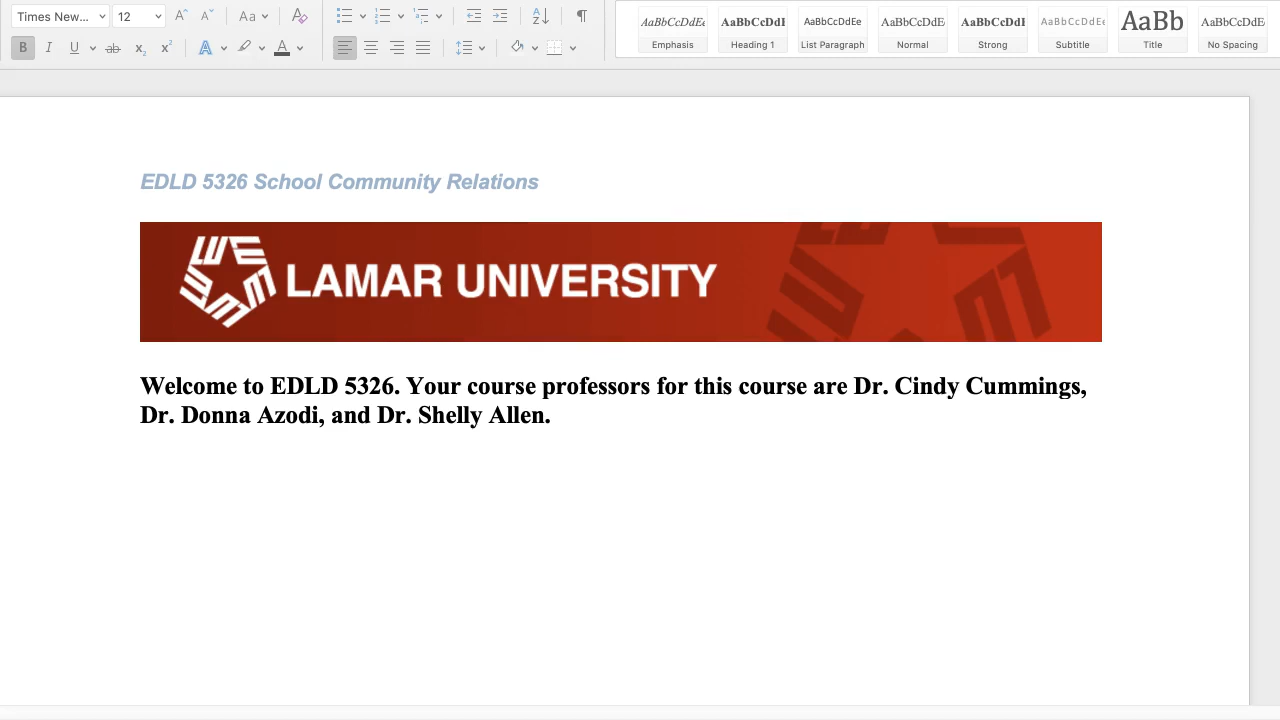 Times New... 12 A A Aa A
B I U ab x₂ x² A A
AaBbCcDdEe AaBbCcDdI AaBbCcDdEe AaBbCcDdE AaBbCcDdI AaBbCcDdEe AaBb AaBbCcDdE
Emphasis Heading List Paragraph Normal Strong Subtitle Title No Spacing
EDLD 5326 School Community Relations
LAMAR UNIVERSITY
Welcome to EDLD 5326. Your course professors for this course are Dr. Cindy Cummings,
Dr. Donna Azodi, and Dr. Shelly Allen.